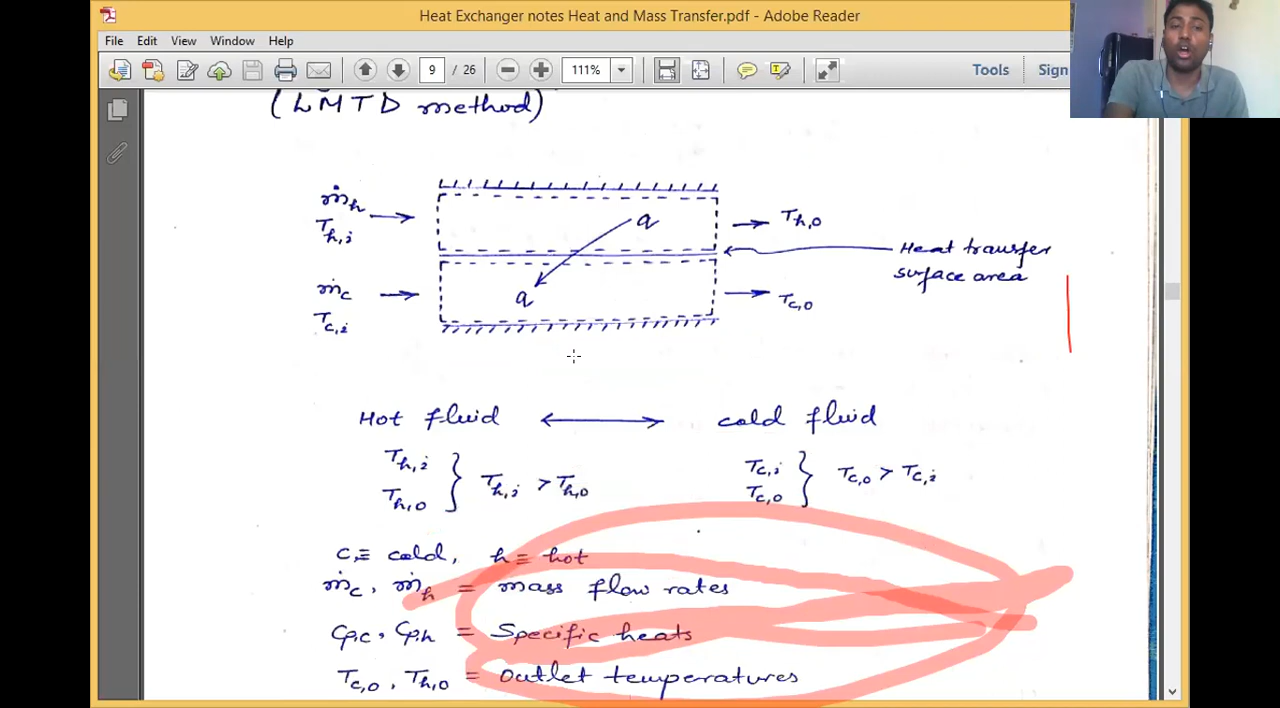 Heat Exchanger notes Heat and Mass Transfer.pdf - Adobe Reader
File Edit View Window Help
9 / 26 111% Tools Sign
(LMTD method)
ṁh
Th,i
q
Th,o
Heat transfer
surface area
ṁc
Tc,i
q
Tc,o
Hot fluid ⟷ cold fluid
Th,i
Th,o } Th,i > Th,o
Tc,i
Tc,o } Tc,o > Tc,i
c ≡ cold, h ≡ hot
ṁc, ṁh = mass flow rates
Cp,c, Cp,h = Specific heats
Tc,o, Th,o = Outlet temperatures